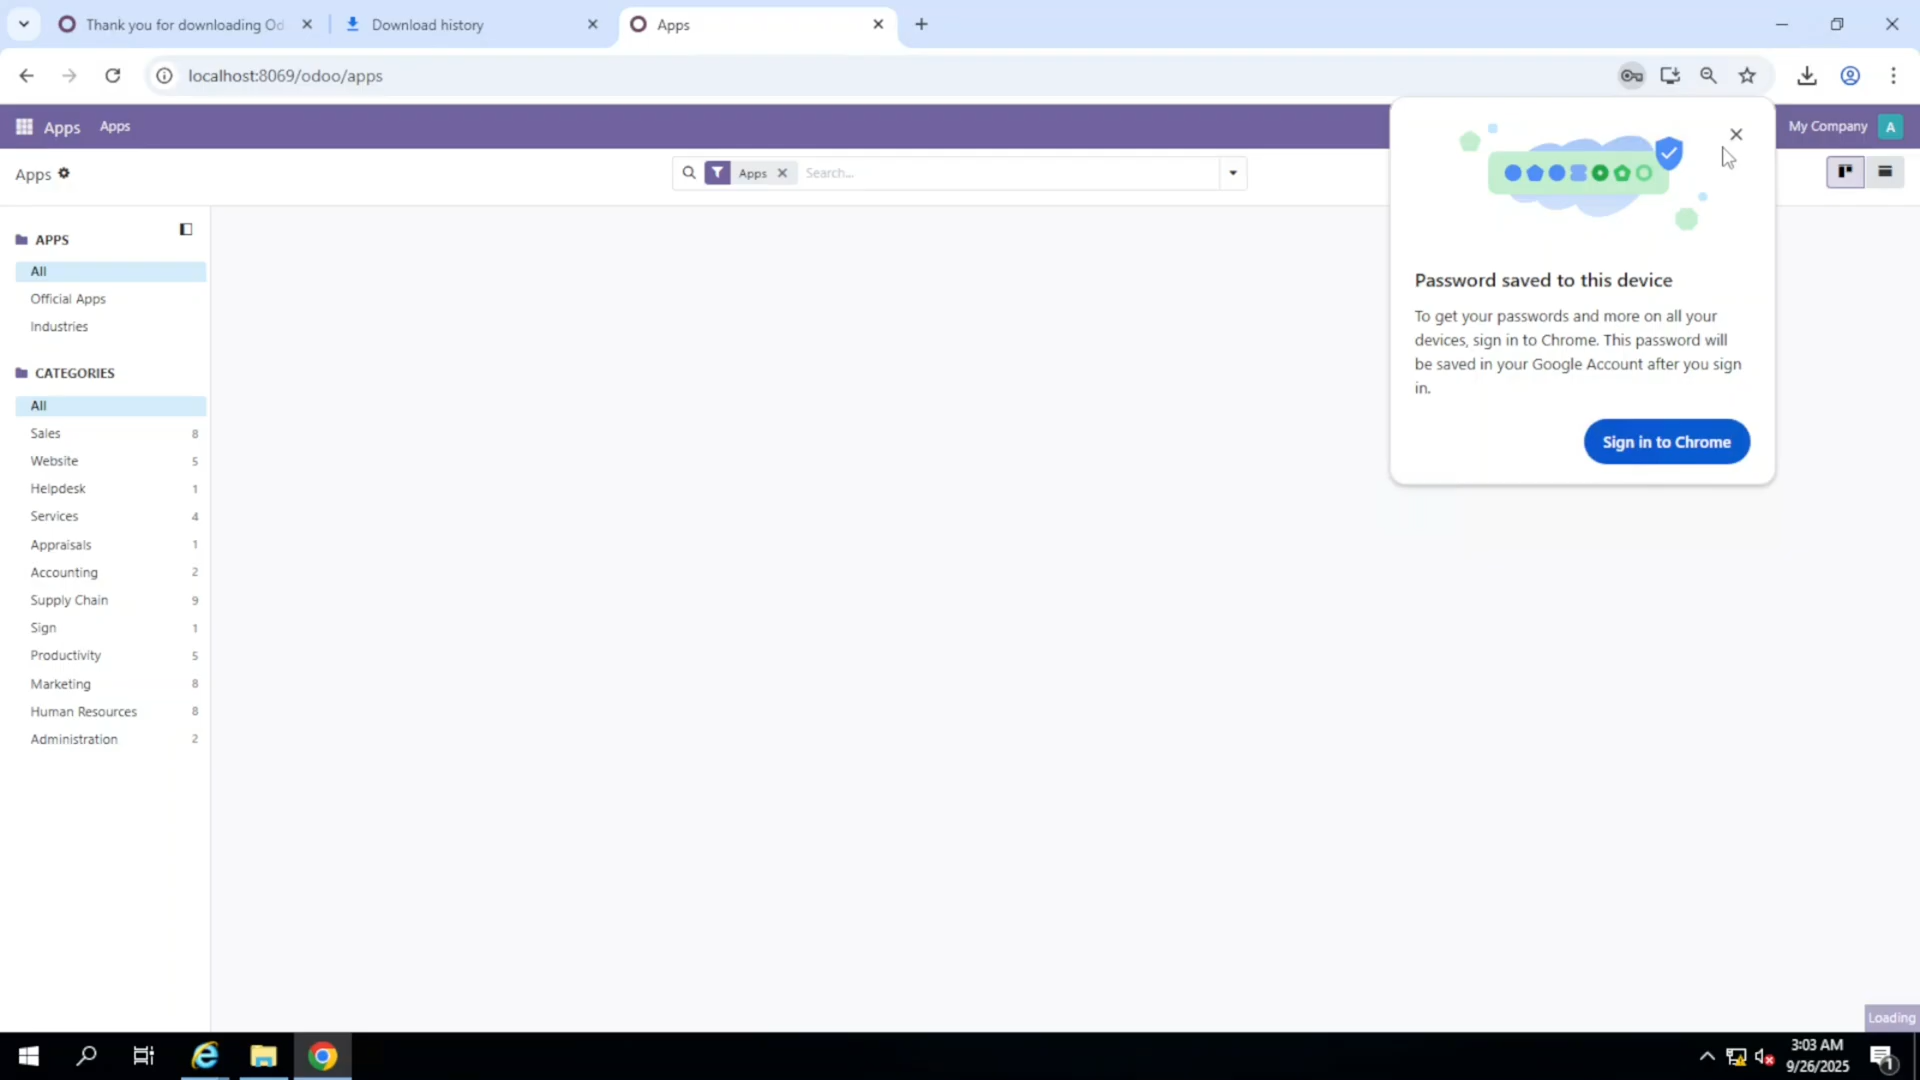 Thank you for downloading Od
Download history
Apps
localhost:8069/odoo/apps
Apps
Apps
My Company
A
Apps
Apps
Search...
APPS
All
Official Apps
Industries
CATEGORIES
All
Sales 8
Website 5
Helpdesk 1
Services 4
Appraisals 1
Accounting 2
Supply Chain 9
Sign 1
Productivity 5
Marketing 8
Human Resources 8
Administration 2
Password saved to this device
To get your passwords and more on all your
devices, sign in to Chrome. This password will
be saved in your Google Account after you sign
in.
Sign in to Chrome
Loading
3:03 AM
9/26/2025
1